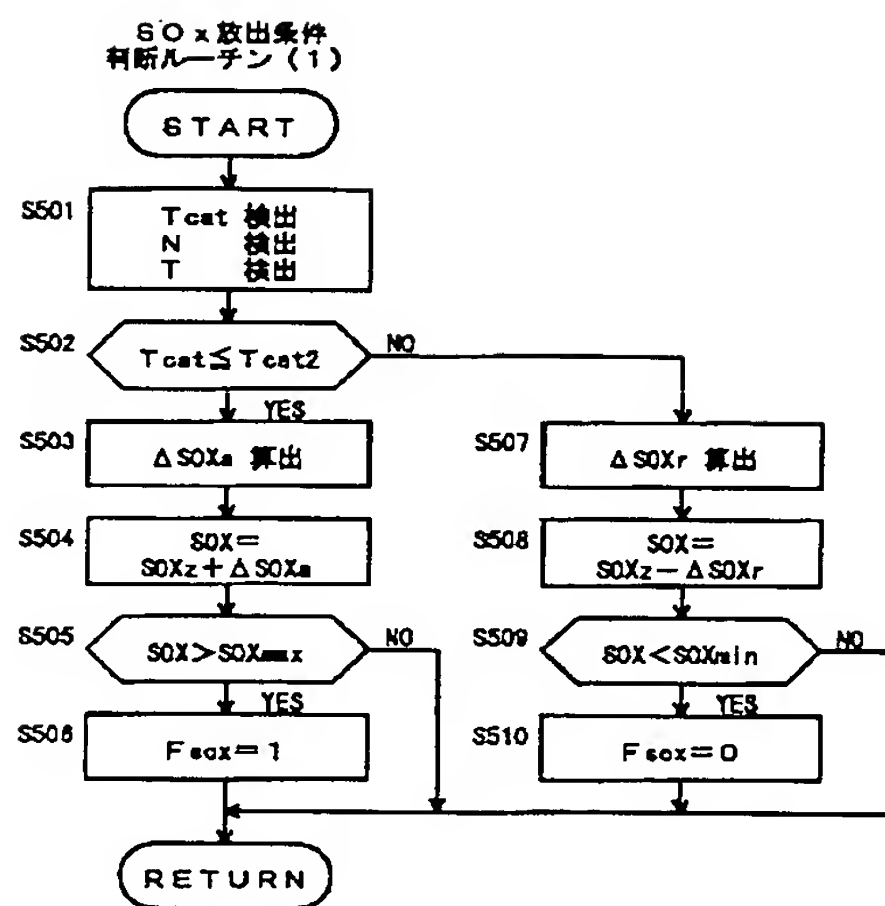 SOx放出条件
判断ルーチン(1)
START
S501
Tcat 検出
N 検出
T 検出
S502
Tcat≦Tcat2
NO
YES
S503
ΔSOXa 算出
S504
SOX=
SOXz+ΔSOXa
S505
SOX>SOXmax
NO
YES
S506
Fsox=1
S507
ΔSOXr 算出
S508
SOX=
SOXz-ΔSOXr
S509
SOX<SOXmin
NO
YES
S510
Fsox=0
RETURN